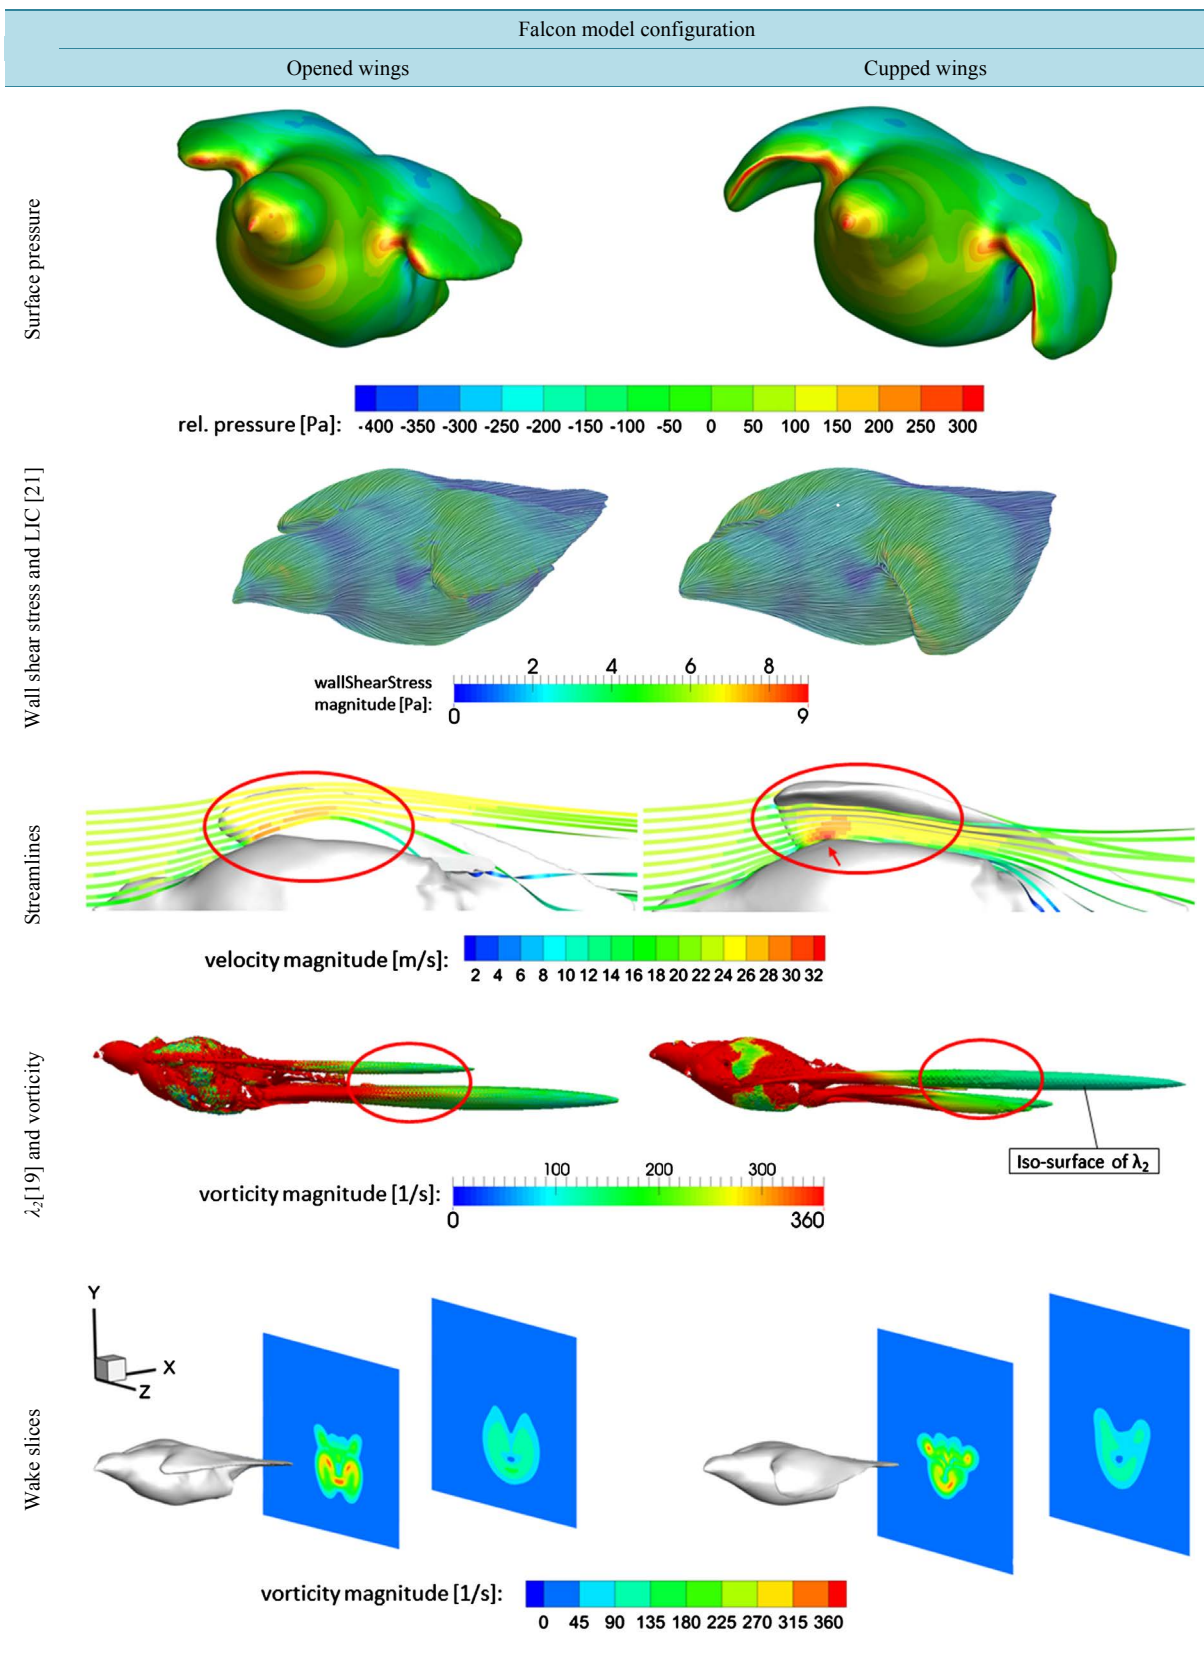 Falcon model configuration
Opened wings
Cupped wings
Surface pressure
rel. pressure [Pa]:
-400 -350 -300 -250 -200 -150 -100 -50 0 50 100 150 200 250 300
Wall shear stress and LIC [21]
wallShearStress
magnitude [Pa]:
2 4 6 8
0 9
Streamlines
velocity magnitude [m/s]:
2 4 6 8 10 12 14 16 18 20 22 24 26 28 30 32
λ2[19] and vorticity
Iso-surface of λ2
vorticity magnitude [1/s]:
100 200 300
0 360
Wake slices
Y
X
Z
vorticity magnitude [1/s]:
0 45 90 135 180 225 270 315 360